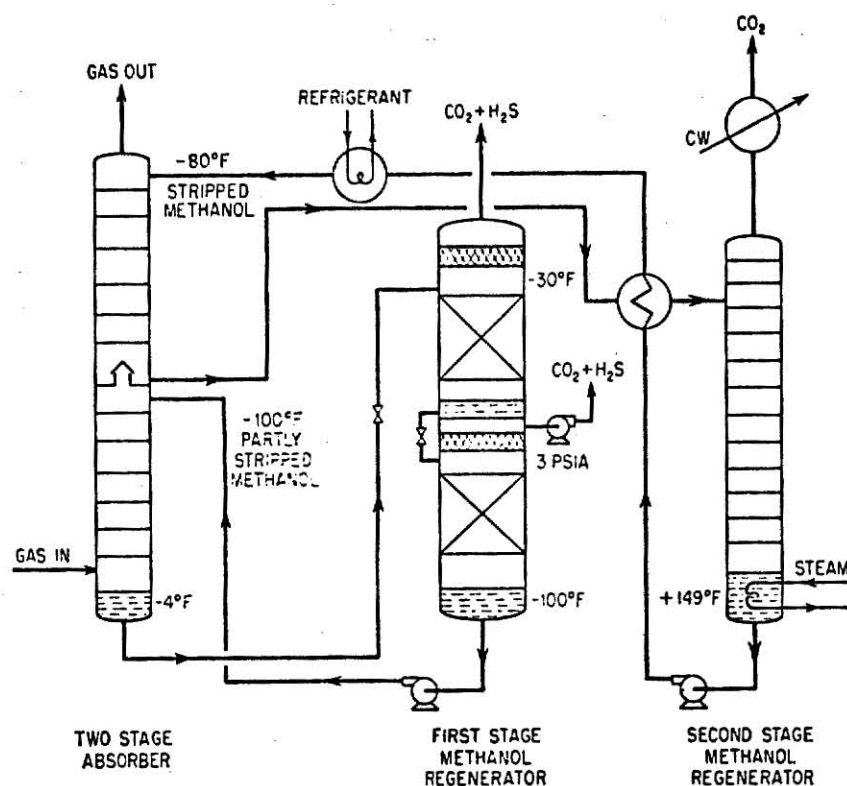 CO₂
GAS OUT
REFRIGERANT
CO₂ + H₂S
CW
-80°F
STRIPPED
METHANOL
-30°F
CO₂ + H₂S
-100°F
PARTLY
STRIPPED
METHANOL
3 PSIA
GAS IN
STEAM
-4°F
-100°F
+149°F
TWO STAGE
ABSORBER
FIRST STAGE
METHANOL
REGENERATOR
SECOND STAGE
METHANOL
REGENERATOR